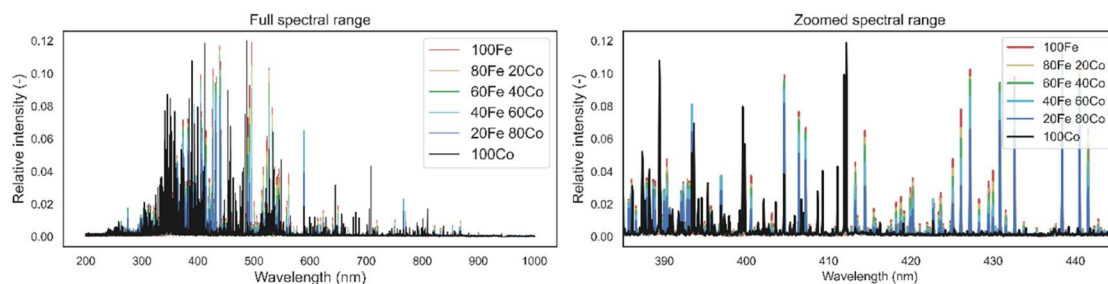 Full spectral range
Relative intensity (-)
0.12
0.10
0.08
0.06
0.04
0.02
0.00
100Fe
80Fe 20Co
60Fe 40Co
40Fe 60Co
20Fe 80Co
100Co
200 300 400 500 600 700 800 900 1000
Wavelength (nm)
Zoomed spectral range
Relative intensity (-)
0.12
0.10
0.08
0.06
0.04
0.02
0.00
100Fe
80Fe 20Co
60Fe 40Co
40Fe 60Co
20Fe 80Co
100Co
390 400 410 420 430 440
Wavelength (nm)